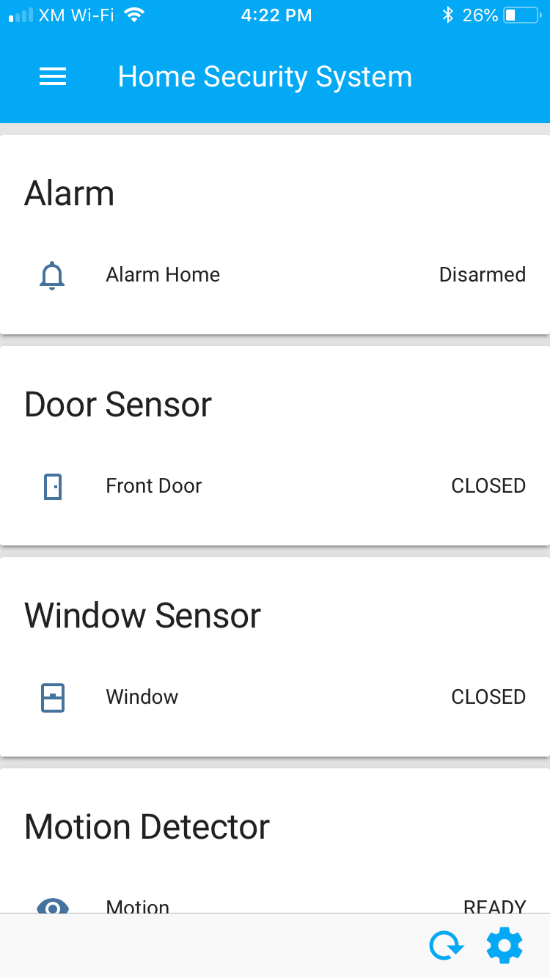 XM Wi-Fi 4:22 PM 26%
Home Security System
Alarm
Alarm Home Disarmed
Door Sensor
Front Door CLOSED
Window Sensor
Window CLOSED
Motion Detector
Motion READY